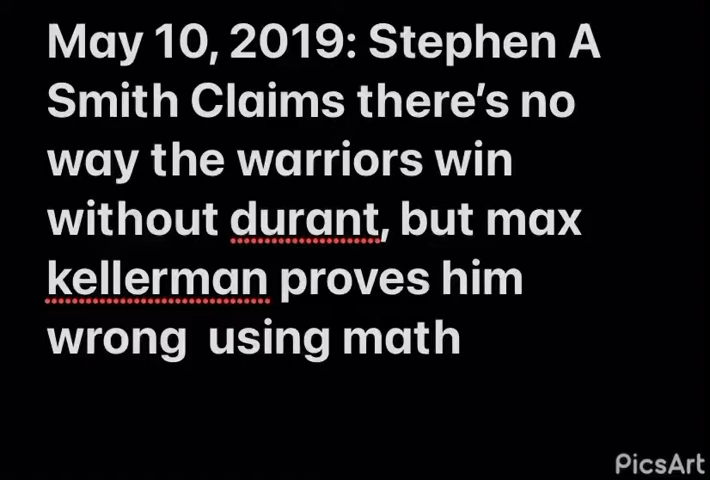 May 10, 2019: Stephen A
Smith Claims there’s no
way the warriors win
without durant, but max
kellerman proves him
wrong  using math
PicsArt